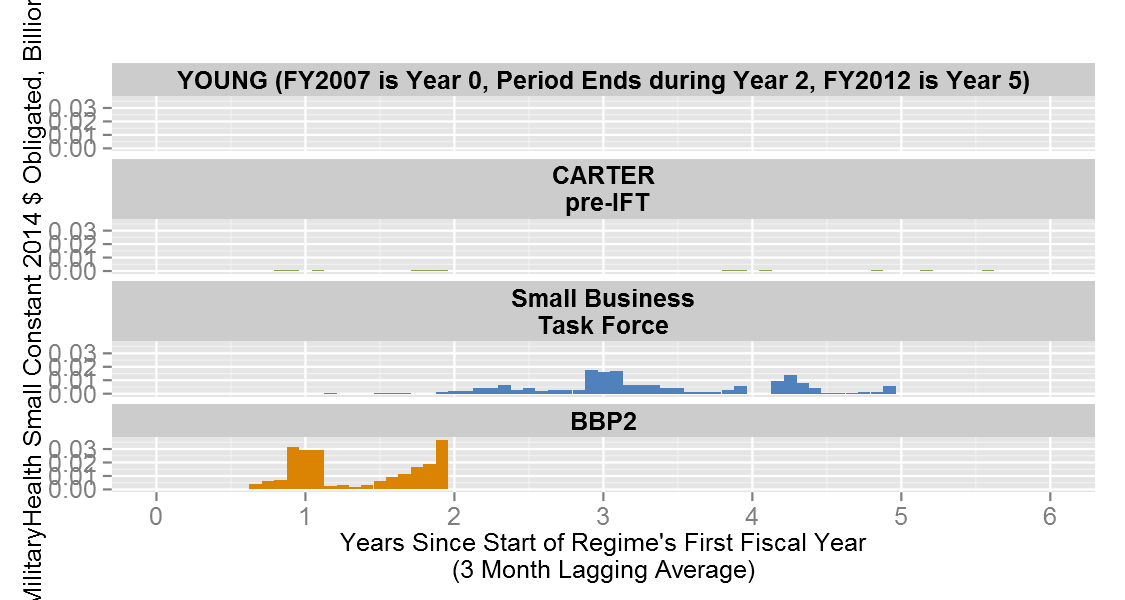 MilitaryHealth Small Constant 2014 $ Obligated, Billion
YOUNG (FY2007 is Year 0, Period Ends during Year 2, FY2012 is Year 5)
0.03
0.02
0.01
0.00
CARTER
pre-IFT
0.03
0.02
0.01
0.00
Small Business
Task Force
0.03
0.02
0.01
0.00
BBP2
0.03
0.02
0.01
0.00
0 1 2 3 4 5 6
Years Since Start of Regime's First Fiscal Year
(3 Month Lagging Average)